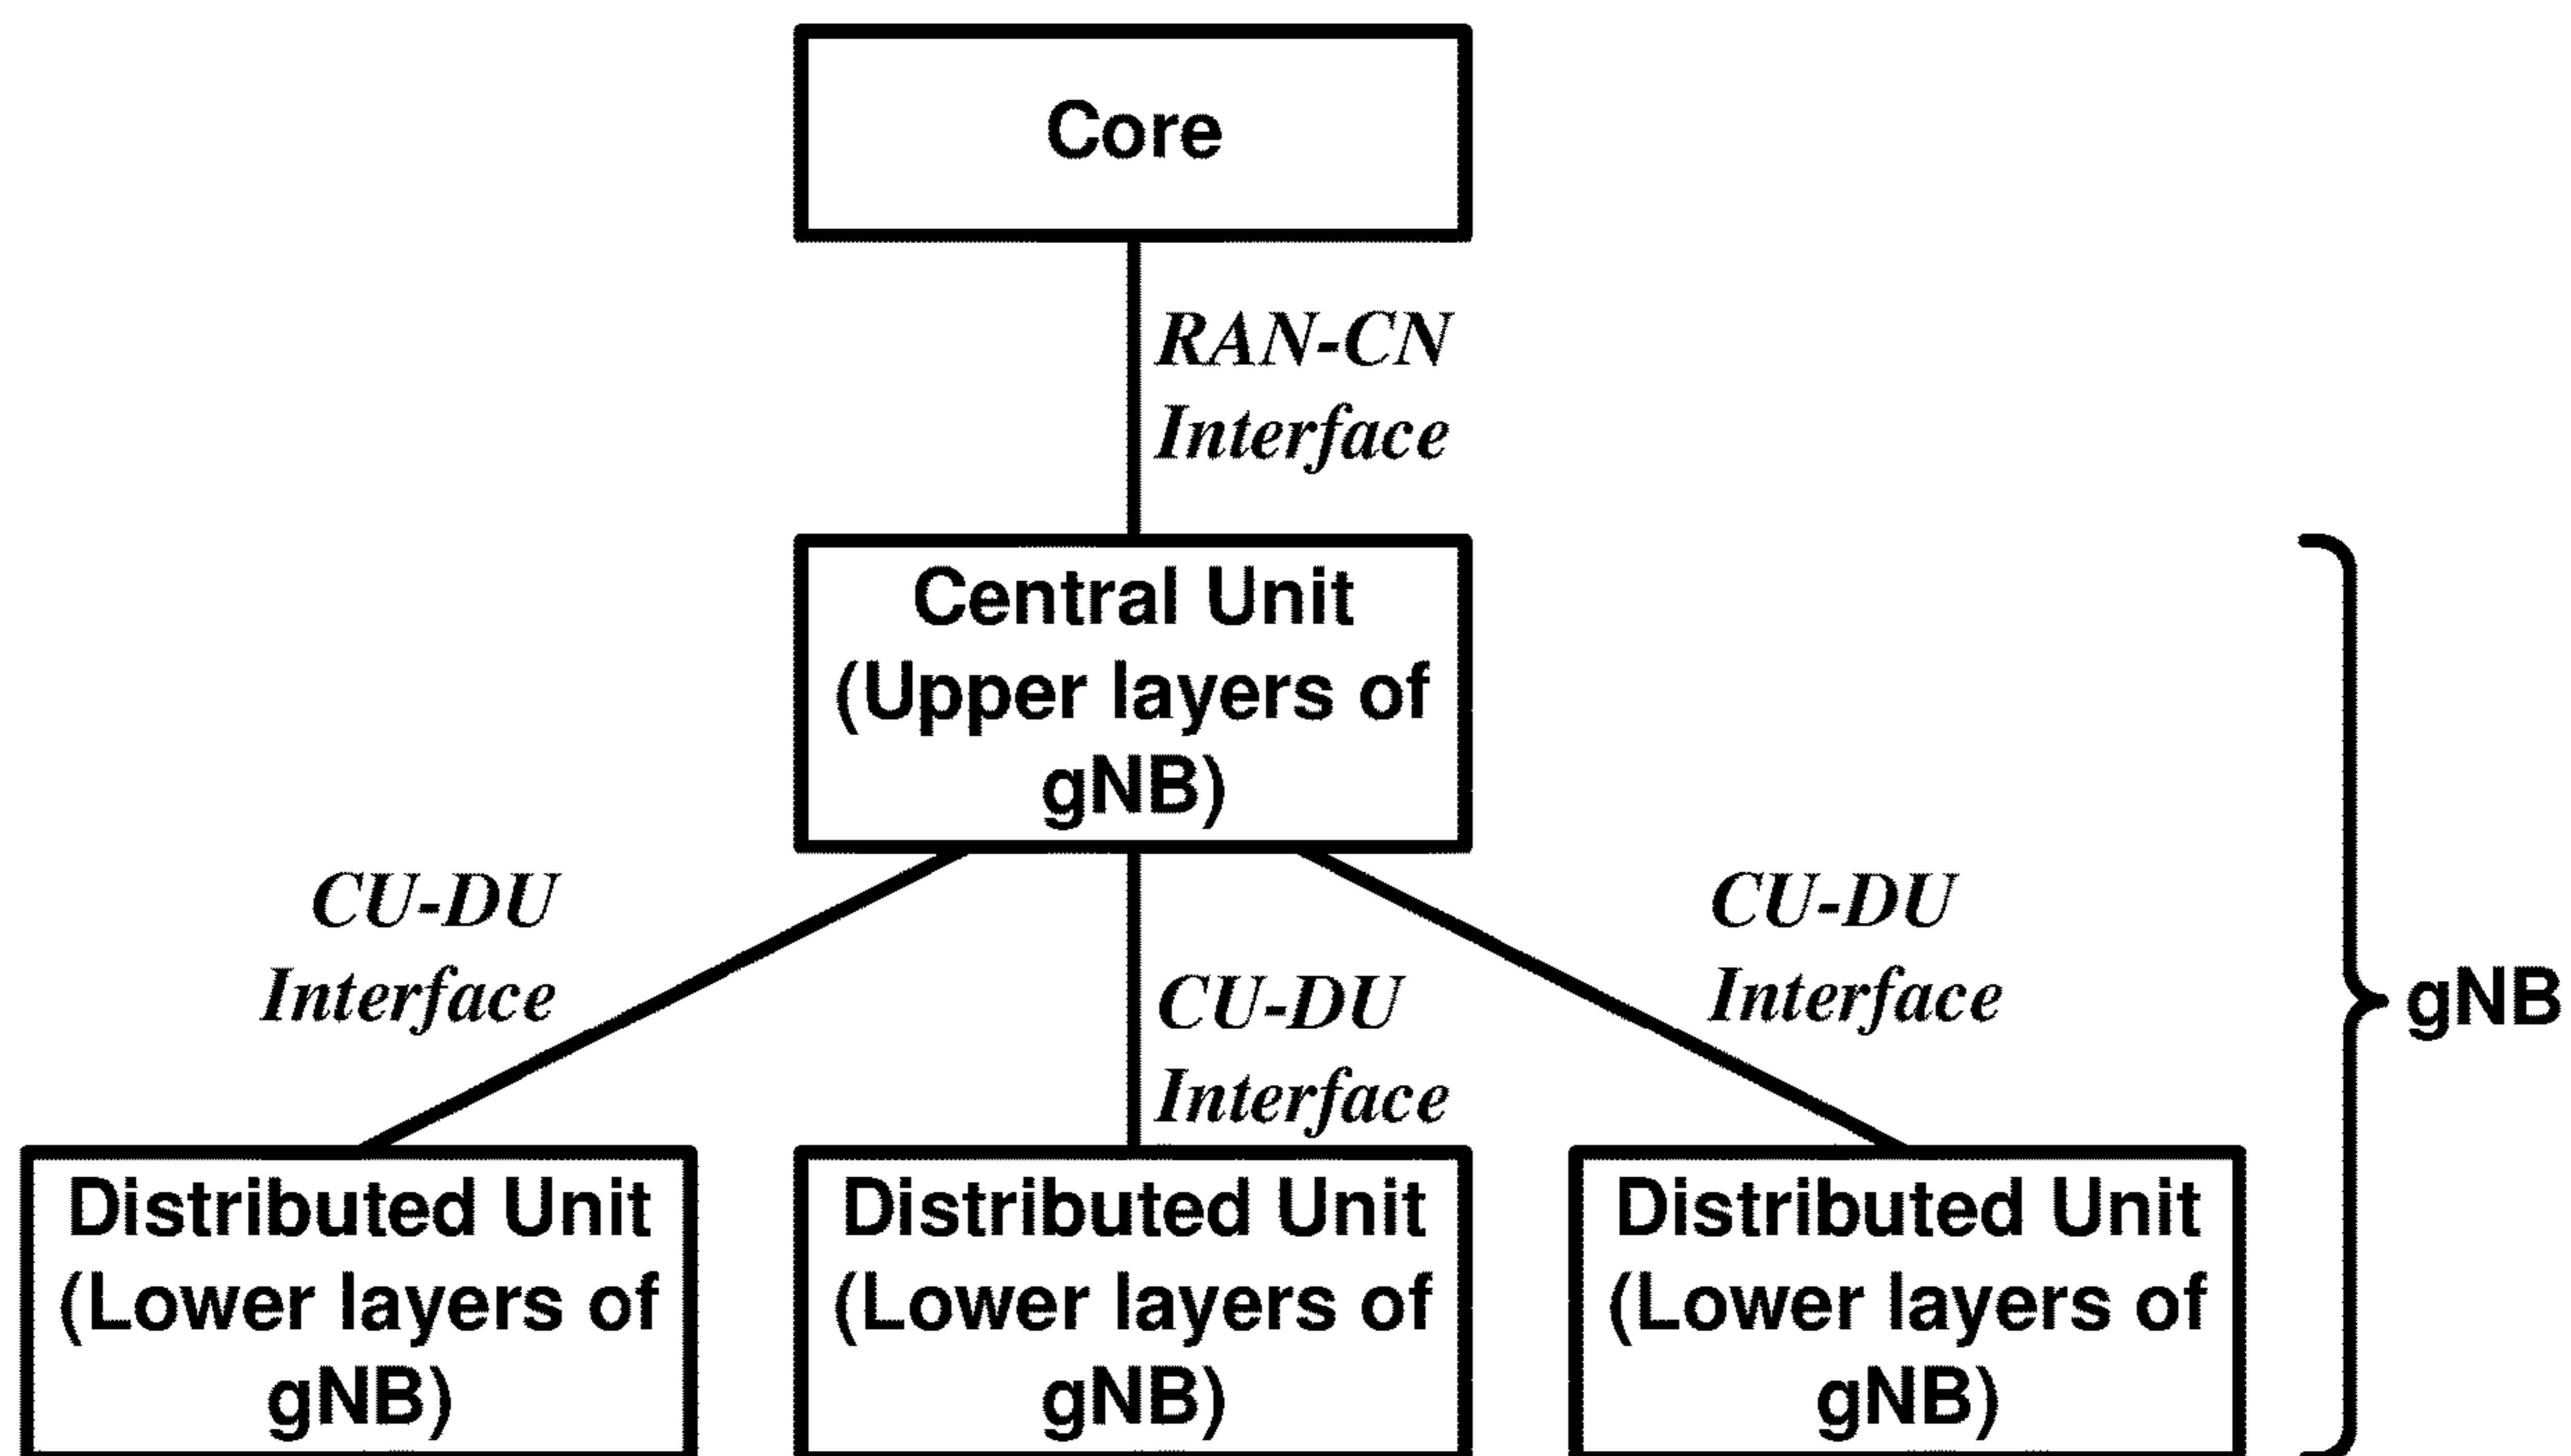 Core
RAN-CN
Interface
Central Unit
(Upper layers of
gNB)
CU-DU
Interface
CU-DU
Interface
CU-DU
Interface
gNB
Distributed Unit
(Lower layers of
gNB)
Distributed Unit
(Lower layers of
gNB)
Distributed Unit
(Lower layers of
gNB)